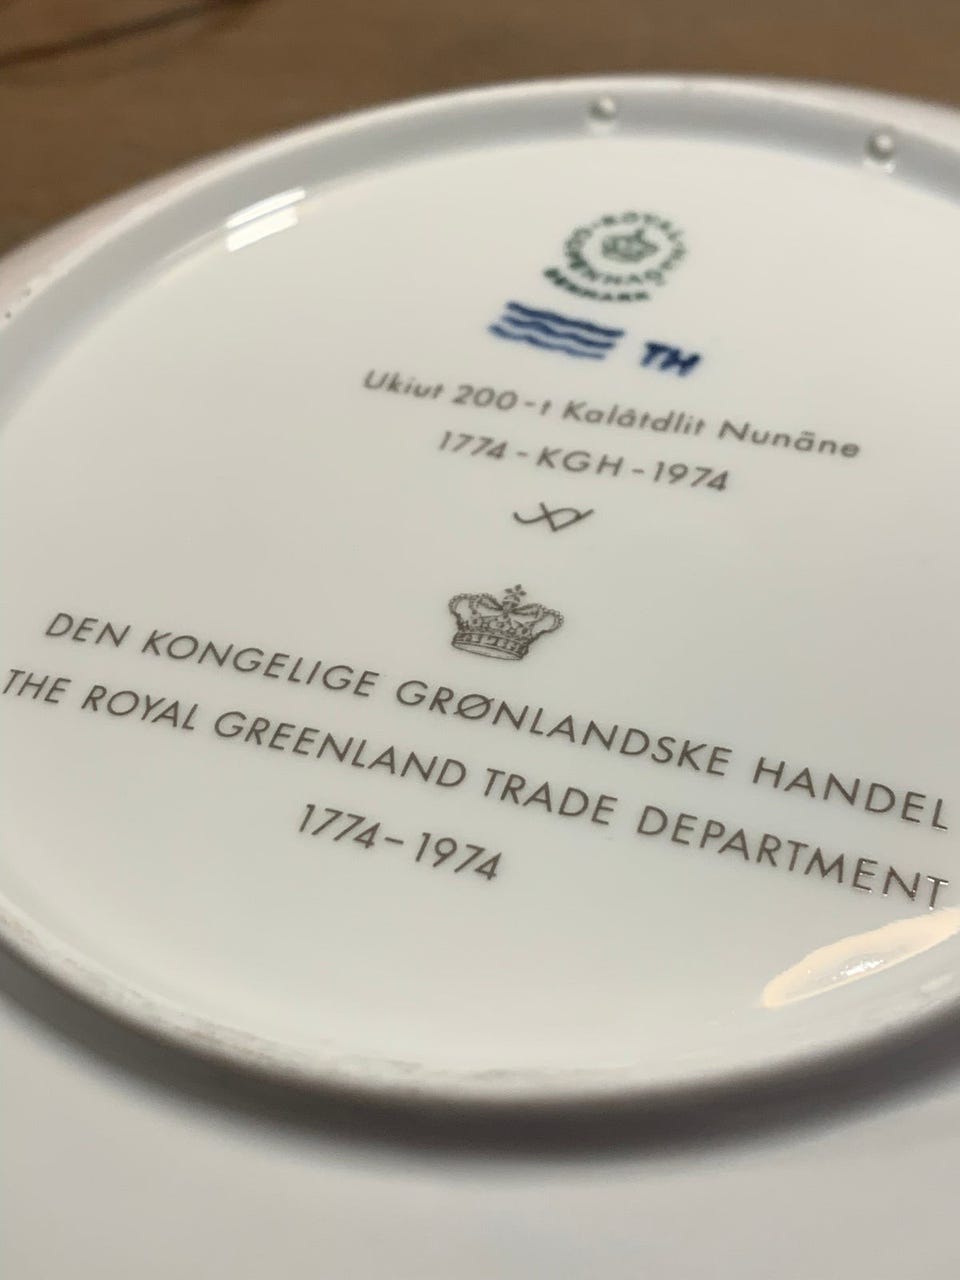 ROYAL COPENHAGEN
DENMARK
TH
Ukiut 200-t Kalâtdlit Nunäne
1774-KGH-1974
DEN KONGELIGE GRØNLANDSKE HANDEL
THE ROYAL GREENLAND TRADE DEPARTMENT
1774-1974